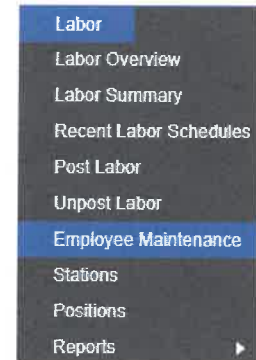 Labor
Labor Overview
Labor Summary
Recent Labor Schedules
Post Labor
Unpost Labor
Employee Maintenance
Stations
Positions
Reports